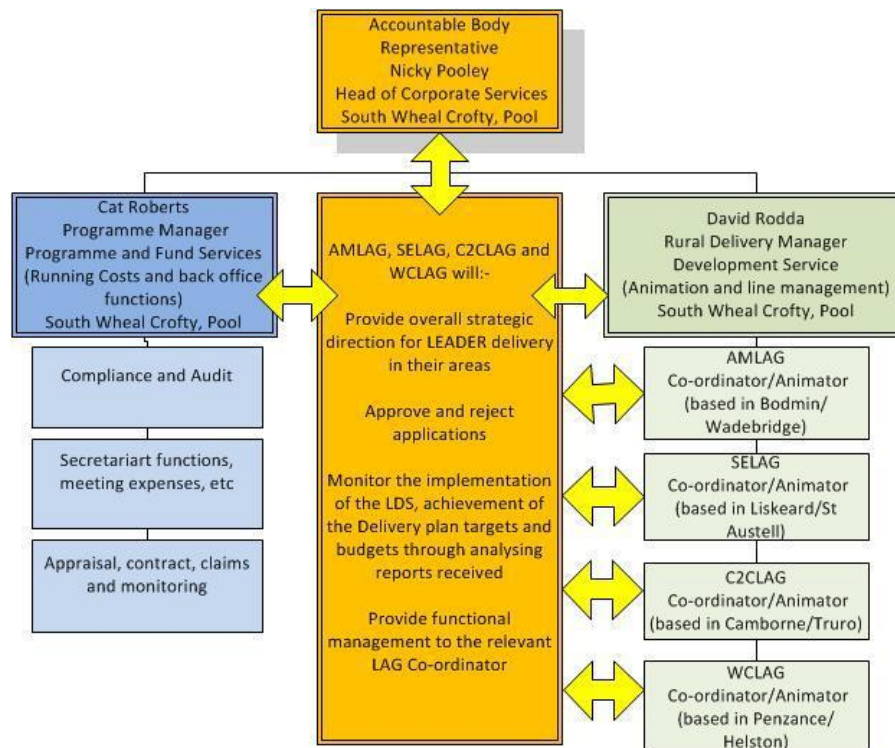 Accountable Body
Representative
Nicky Pooley
Head of Corporate Services
South Wheal Crofty, Pool
Cat Roberts
Programme Manager
Programme and Fund Services
(Running Costs and back office
functions)
South Wheal Crofty, Pool
Compliance and Audit
Secretariart functions,
meeting expenses, etc
Appraisal, contract, claims
and monitoring
AMLAG, SELAG, C2CLAG and
WCLAG will:-
Provide overall strategic
direction for LEADER delivery
in their areas
Approve and reject
applications
Monitor the implementation
of the LDS, achievement of
the Delivery plan targets and
budgets through analysing
reports received
Provide functional
management to the relevant
LAG Co-ordinator
David Rodda
Rural Delivery Manager
Development Service
(Animation and line management)
South Wheal Crofty, Pool
AMLAG
Co-ordinator/Animator
(based in Bodmin/
Wadebridge)
SELAG
Co-ordinator/Animator
(based in Liskeard/St
Austell)
C2CLAG
Co-ordinator/Animator
(based in Camborne/Truro)
WCLAG
Co-ordinator/Animator
(based in Penzance/
Helston)